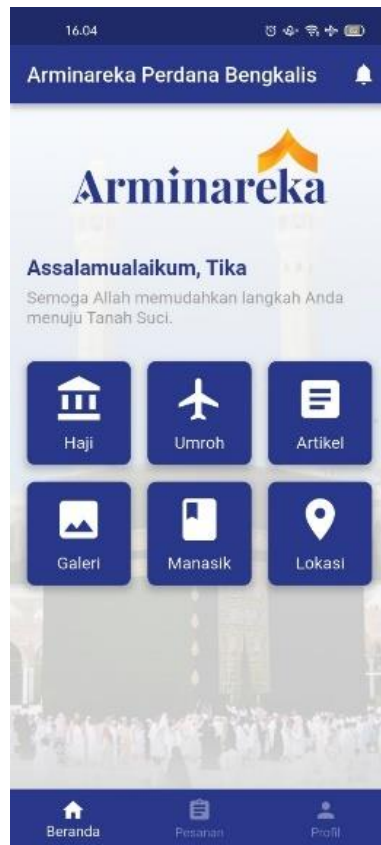 16.04
Arminareka Perdana Bengkalis
Arminareka
Assalamualaikum, Tika
Semoga Allah memudahkan langkah Anda
menuju Tanah Suci.
Haji Umroh Artikel
Galeri Manasik Lokasi
Beranda Pesanan Profil